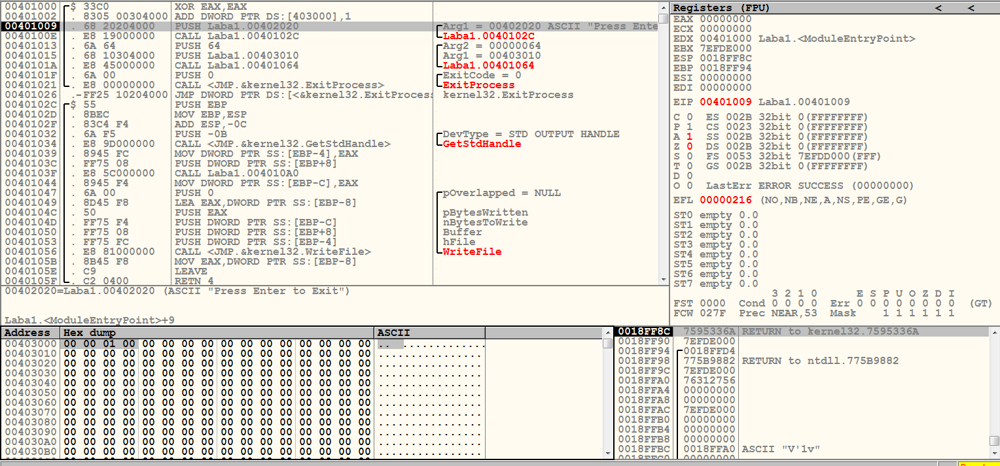 00401000 $ 33C0 XOR EAX,EAX
00401002 . 8305 00304000 ADD DWORD PTR DS:[403000],1
00401009 . 68 20204000 PUSH Laba1.00402020 Arg1 = 00402020 ASCII "Press Ente
0040100E . E8 19000000 CALL Laba1.0040102C Laba1.0040102C
00401013 . 6A 64 PUSH 64 Arg2 = 00000064
00401015 . 68 10304000 PUSH Laba1.00403010 Arg1 = 00403010
0040101A . E8 45000000 CALL Laba1.00401064 Laba1.00401064
0040101F . 6A 00 PUSH 0 ExitCode = 0
00401021 . E8 00000000 CALL <JMP.&kernel32.ExitProcess> ExitProcess
00401026 .-FF25 10204000 JMP DWORD PTR DS:[<&kernel32.ExitProcess kernel32.ExitProcess
0040102C $ 55 PUSH EBP
0040102D . 8BEC MOV EBP,ESP
0040102F . 83C4 F4 ADD ESP,-0C
00401032 . 6A F5 PUSH -0B DevType = STD OUTPUT HANDLE
00401034 . E8 9D000000 CALL <JMP.&kernel32.GetStdHandle> GetStdHandle
00401039 . 8945 FC MOV DWORD PTR SS:[EBP-4],EAX
0040103C . FF75 08 PUSH DWORD PTR SS:[EBP+8]
0040103F . E8 5C000000 CALL Laba1.004010A0
00401044 . 8945 F4 MOV DWORD PTR SS:[EBP-C],EAX
00401047 . 6A 00 PUSH 0 pOverlapped = NULL
00401049 . 8D45 F8 LEA EAX,DWORD PTR SS:[EBP-8]
0040104C . 50 PUSH EAX pBytesWritten
0040104D . FF75 F4 PUSH DWORD PTR SS:[EBP-C] nBytesToWrite
00401050 . FF75 08 PUSH DWORD PTR SS:[EBP+8] Buffer
00401053 . FF75 FC PUSH DWORD PTR SS:[EBP-4] hFile
00401056 . E8 81000000 CALL <JMP.&kernel32.WriteFile> WriteFile
0040105B . 8B45 F8 MOV EAX,DWORD PTR SS:[EBP-8]
0040105E . C9 LEAVE
0040105F . C2 0400 RETN 4
00402020=Laba1.00402020 (ASCII "Press Enter to Exit")
Laba1.<ModuleEntryPoint>+9
Registers (FPU) < <
EAX 00000000
ECX 00000000
EDX 00401000 Laba1.<ModuleEntryPoint>
EBX 7EFDE000
ESP 0018FF8C
EBP 0018FF94
ESI 00000000
EDI 00000000
EIP 00401009 Laba1.00401009
C 0 ES 002B 32bit 0(FFFFFFFF)
P 1 CS 0023 32bit 0(FFFFFFFF)
A 1 SS 002B 32bit 0(FFFFFFFF)
Z 0 DS 002B 32bit 0(FFFFFFFF)
S 0 FS 0053 32bit 7EFDD000(FFF)
T 0 GS 002B 32bit 0(FFFFFFFF)
D 0
O 0 LastErr ERROR SUCCESS (00000000)
EFL 00000216 (NO,NB,NE,A,NS,PE,GE,G)
ST0 empty 0.0
ST1 empty 0.0
ST2 empty 0.0
ST3 empty 0.0
ST4 empty 0.0
ST5 empty 0.0
ST6 empty 0.0
ST7 empty 0.0
3 2 1 0 E S P U O Z D I
FST 0000 Cond 0 0 0 0 Err 0 0 0 0 0 0 0 0 (GT)
FCW 027F Prec NEAR,53 Mask 1 1 1 1 1 1
Address Hex dump ASCII
00403000 00 00 01 00 00 00 00 00 00 00 00 00 00 00 00 00 .. .............
00403010 00 00 00 00 00 00 00 00 00 00 00 00 00 00 00 00 ................
00403020 00 00 00 00 00 00 00 00 00 00 00 00 00 00 00 00 ................
00403030 00 00 00 00 00 00 00 00 00 00 00 00 00 00 00 00 ................
00403040 00 00 00 00 00 00 00 00 00 00 00 00 00 00 00 00 ................
00403050 00 00 00 00 00 00 00 00 00 00 00 00 00 00 00 00 ................
00403060 00 00 00 00 00 00 00 00 00 00 00 00 00 00 00 00 ................
00403070 00 00 00 00 00 00 00 00 00 00 00 00 00 00 00 00 ................
00403080 00 00 00 00 00 00 00 00 00 00 00 00 00 00 00 00 ................
00403090 00 00 00 00 00 00 00 00 00 00 00 00 00 00 00 00 ................
004030A0 00 00 00 00 00 00 00 00 00 00 00 00 00 00 00 00 ................
004030B0 00 00 00 00 00 00 00 00 00 00 00 00 00 00 00 00 ................
0018FF8C 7595336A RETURN to kernel32.7595336A
0018FF90 7EFDE000
0018FF94 0018FFD4
0018FF98 775B9882 RETURN to ntdll.775B9882
0018FF9C 7EFDE000
0018FFA0 76312756
0018FFA4 00000000
0018FFA8 00000000
0018FFAC 7EFDE000
0018FFB0 00000000
0018FFB4 00000000
0018FFB8 00000000
0018FFBC 0018FFA0 ASCII "V'1v"